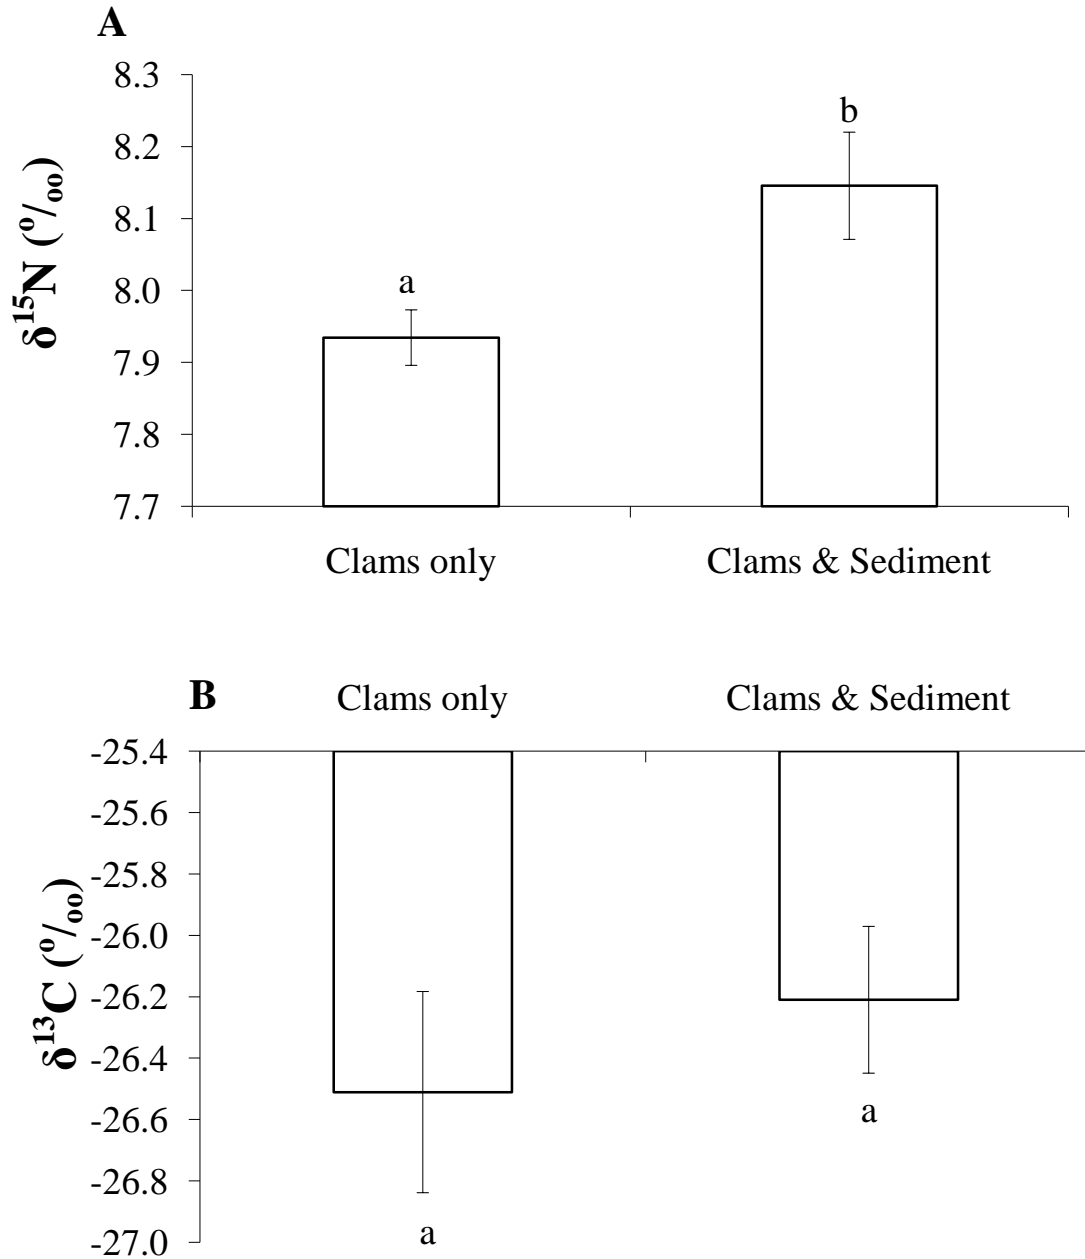 A
8.3
8.2
8.1
8.0
7.9
7.8
7.7
δ¹⁵N (⁰/₀₀)
a
b
Clams only
Clams & Sediment
B
Clams only
Clams & Sediment
-25.4
-25.6
-25.8
-26.0
-26.2
-26.4
-26.6
-26.8
-27.0
δ¹³C (⁰/₀₀)
a
a